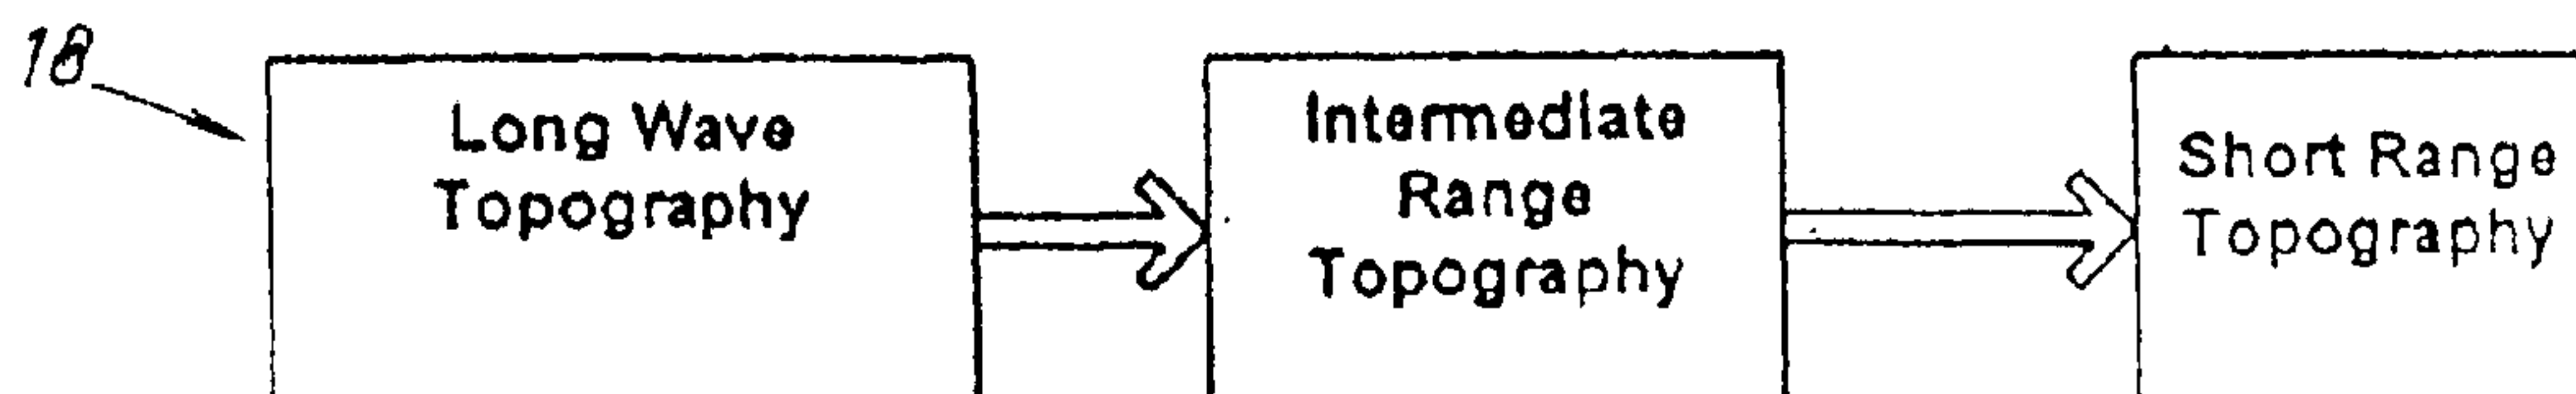 18
Long Wave
Topography
Intermediate
Range
Topography
Short Range
Topography